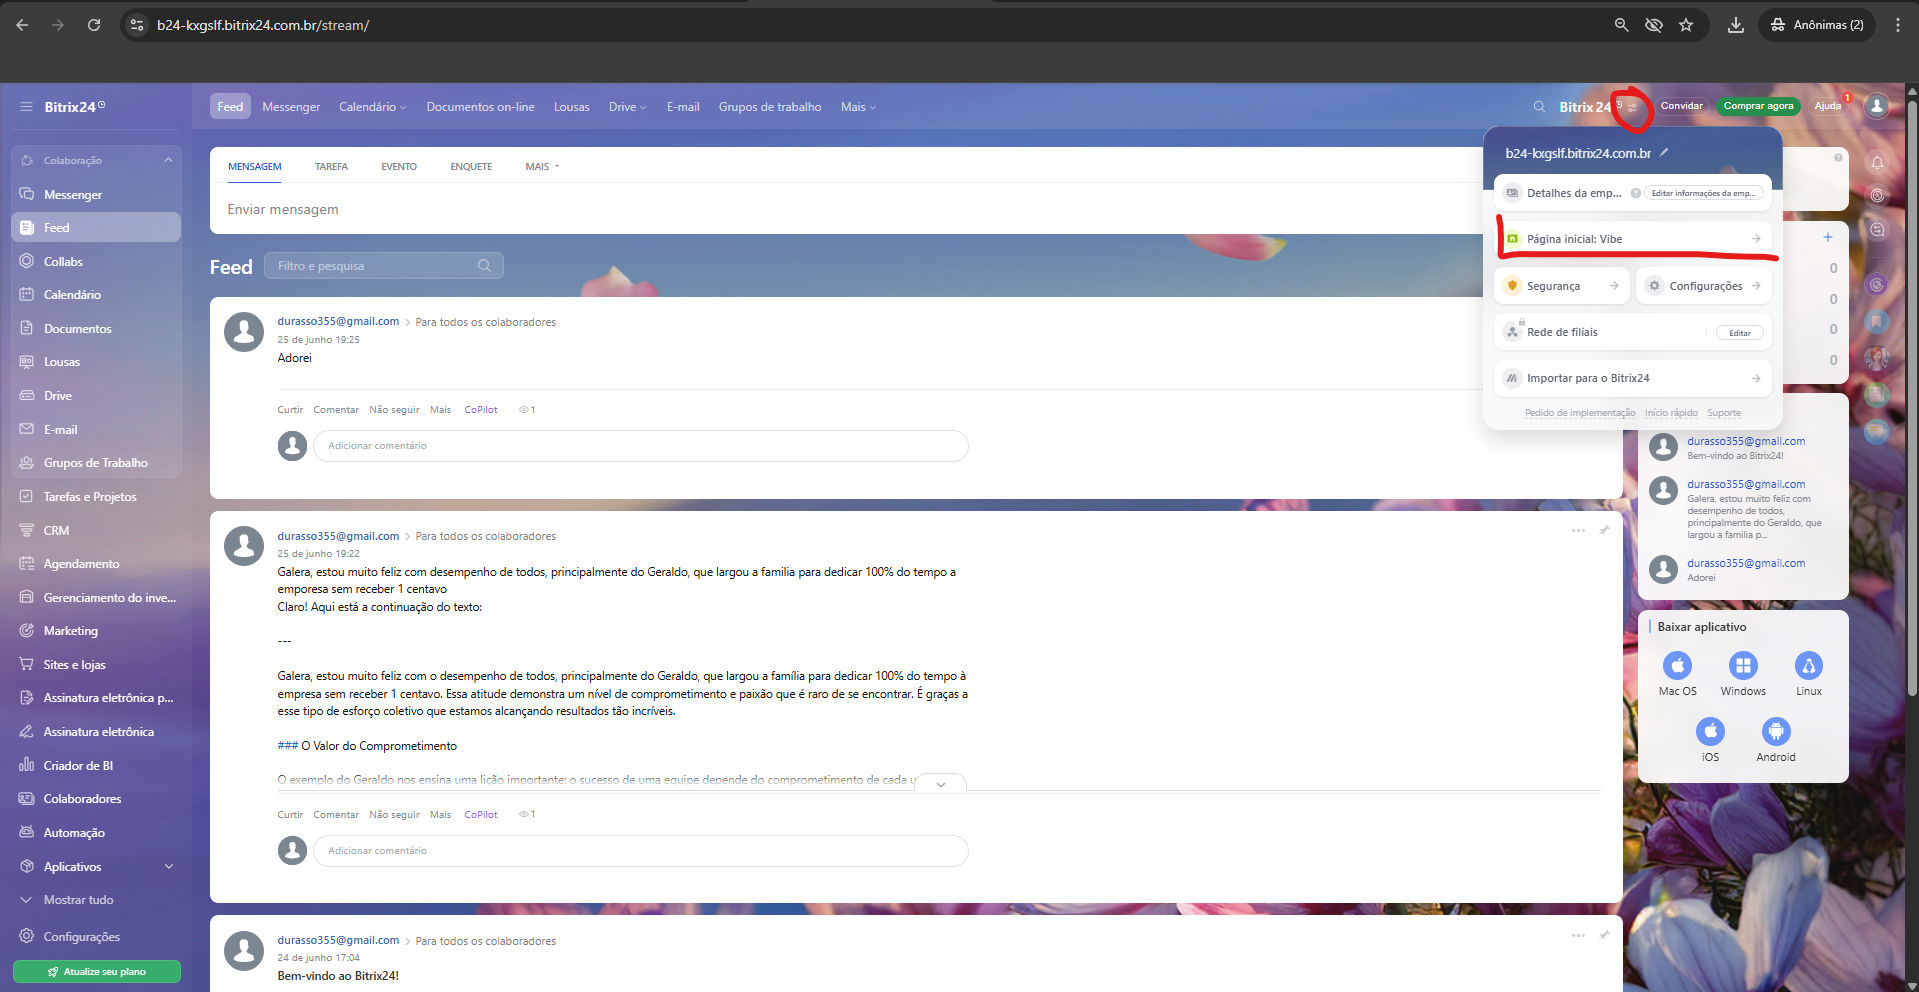 b24-kxgslf.bitrix24.com.br/stream/
Anônimas (2)
Bitrix24
Feed
Messenger
Calendário
Documentos on-line
Lousas
Drive
E-mail
Grupos de trabalho
Mais
Bitrix 24
Convidar
Comprar agora
Ajuda
1
Colaboração
Messenger
Feed
Collabs
Calendário
Documentos
Lousas
Drive
E-mail
Grupos de Trabalho
Tarefas e Projetos
CRM
Agendamento
Gerenciamento do inve...
Marketing
Sites e lojas
Assinatura eletrônica p...
Assinatura eletrônica
Criador de BI
Colaboradores
Automação
Aplicativos
Mostrar tudo
Configurações
Atualize seu plano
MENSAGEM
TAREFA
EVENTO
ENQUETE
MAIS
Enviar mensagem
Feed
Filtro e pesquisa
durasso355@gmail.com > Para todos os colaboradores
25 de junho 19:25
Adorei
Curtir Comentar Não seguir Mais CoPilot 1
Adicionar comentário
durasso355@gmail.com > Para todos os colaboradores
25 de junho 19:22
Galera, estou muito feliz com desempenho de todos, principalmente do Geraldo, que largou a familia para dedicar 100% do tempo a
emporesa sem receber 1 centavo
Claro! Aqui está a continuação do texto:
---
Galera, estou muito feliz com o desempenho de todos, principalmente do Geraldo, que largou a família para dedicar 100% do tempo à
empresa sem receber 1 centavo. Essa atitude demonstra um nível de comprometimento e paixão que é raro de se encontrar. É graças a
esse tipo de esforço coletivo que estamos alcançando resultados tão incríveis.
### O Valor do Comprometimento
O exemplo do Geraldo nos ensina uma lição importante: o sucesso de uma equipe depende do comprometimento de cada u
Curtir Comentar Não seguir Mais CoPilot 1
Adicionar comentário
durasso355@gmail.com > Para todos os colaboradores
24 de junho 17:04
Bem-vindo ao Bitrix24!
b24-kxgslf.bitrix24.com.br
Detalhes da emp... ? Editar informações da emp...
Página inicial: Vibe
Segurança
Configurações
Rede de filiais
Editar
Importar para o Bitrix24
Pedido de implementação Início rápido Suporte
?
+
0
0
0
0
durasso355@gmail.com
Bem-vindo ao Bitrix24!
durasso355@gmail.com
Galera, estou muito feliz com
desempenho de todos,
principalmente do Geraldo, que
largou a familia p...
durasso355@gmail.com
Adorei
Baixar aplicativo
Mac OS
Windows
Linux
iOS
Android